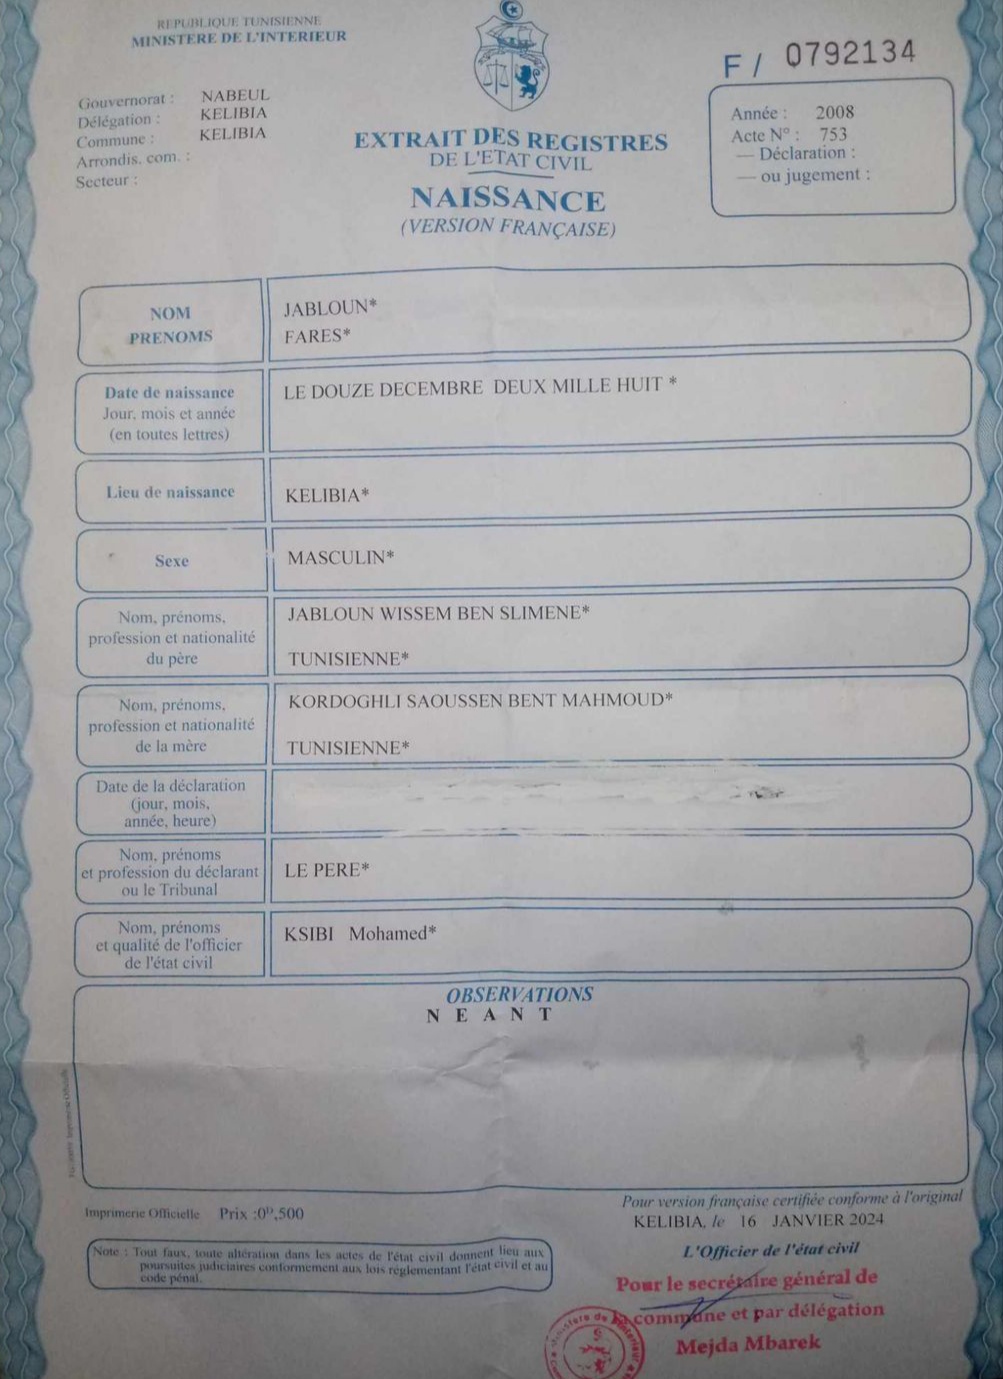 REPUBLIQUE TUNISIENNE
MINISTERE DE L'INTERIEUR
F / 0792134
Gouvernorat : NABEUL
Délégation : KELIBIA
Commune : KELIBIA
Arrondis. com. :
Secteur :
EXTRAIT DES REGISTRES
DE L'ETAT CIVIL
NAISSANCE
(VERSION FRANÇAISE)
Année : 2008
Acte N° : 753
— Déclaration :
— ou jugement :
NOM JABLOUN*
PRENOMS FARES*
Date de naissance LE DOUZE DECEMBRE DEUX MILLE HUIT *
Jour, mois et année
(en toutes lettres)
Lieu de naissance KELIBIA*
Sexe MASCULIN*
Nom, prénoms, JABLOUN WISSEM BEN SLIMENE*
profession et nationalité
du père TUNISIENNE*
Nom, prénoms, KORDOGHLI SAOUSSEN BENT MAHMOUD*
profession et nationalité
de la mère TUNISIENNE*
Date de la déclaration
(jour, mois,
année, heure)
Nom, prénoms
et profession du déclarant LE PERE*
ou le Tribunal
Nom, prénoms KSIBI Mohamed*
et qualité de l'officier
de l'état civil
OBSERVATIONS
N E A N T
Imprimerie Officielle Prix :0ᴰ,500
Note : Tout faux, toute altération dans les actes de l'état civil donnent lieu aux
poursuites judiciaires conformement aux lois réglementant l'état civil et au
code pénal.
Pour version française certifiée conforme à l'original
KELIBIA, le 16 JANVIER 2024
L'Officier de l'état civil
Pour le secrétaire général de
la commune et par délégation
Mejda Mbarek